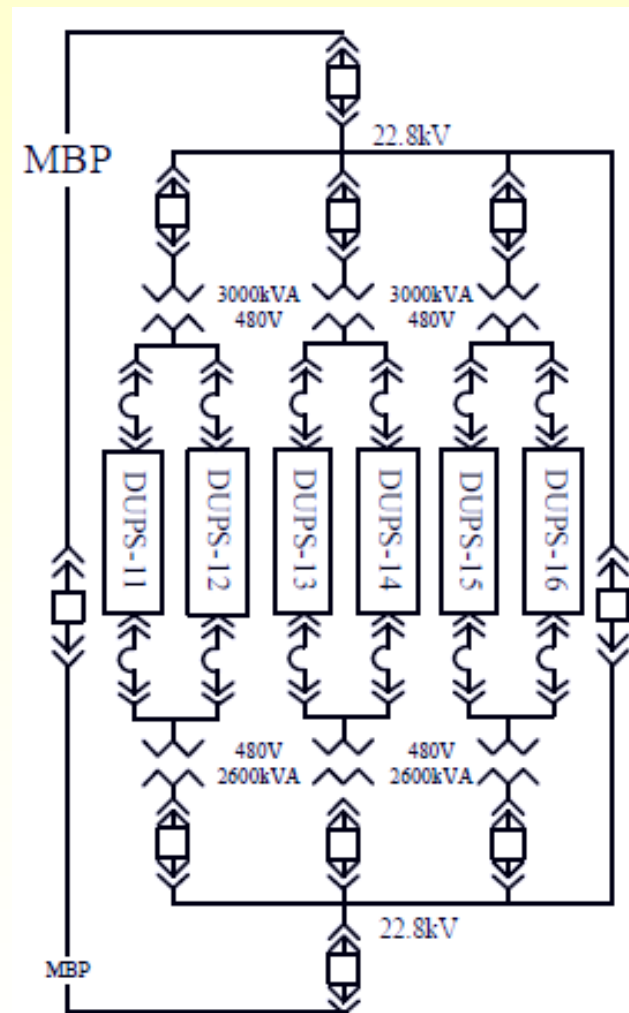 22.8kV
MBP
3000kVA
480V
3000kVA
480V
DUPS-11
DUPS-12
DUPS-13
DUPS-14
DUPS-15
DUPS-16
480V
2600kVA
480V
2600kVA
22.8kV
MBP